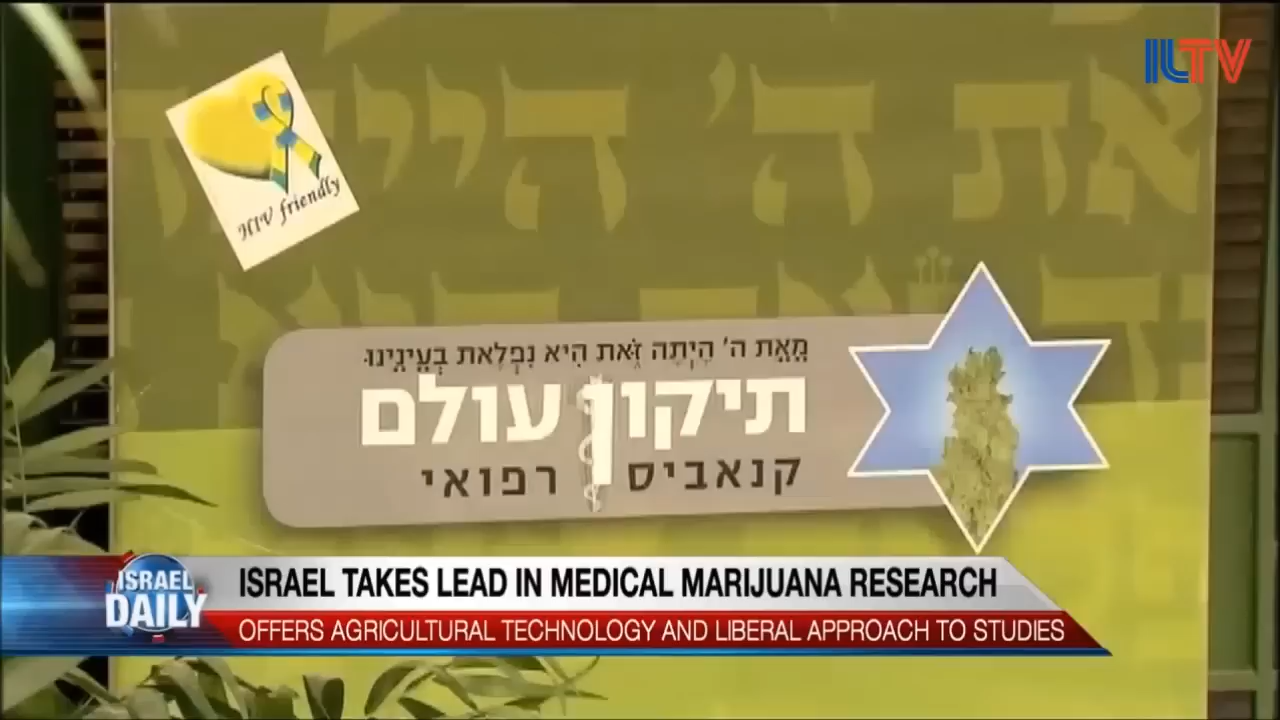 ILTV
HIV friendly
את ה'
מֵאֵת ה' הָיְתָה זֹּאת הִיא נִפְלָאת בְּעֵינֵינוּ
תיקון עולם
קנאביס רפואי
ISRAEL DAILY
ISRAEL TAKES LEAD IN MEDICAL MARIJUANA RESEARCH
OFFERS AGRICULTURAL TECHNOLOGY AND LIBERAL APPROACH TO STUDIES